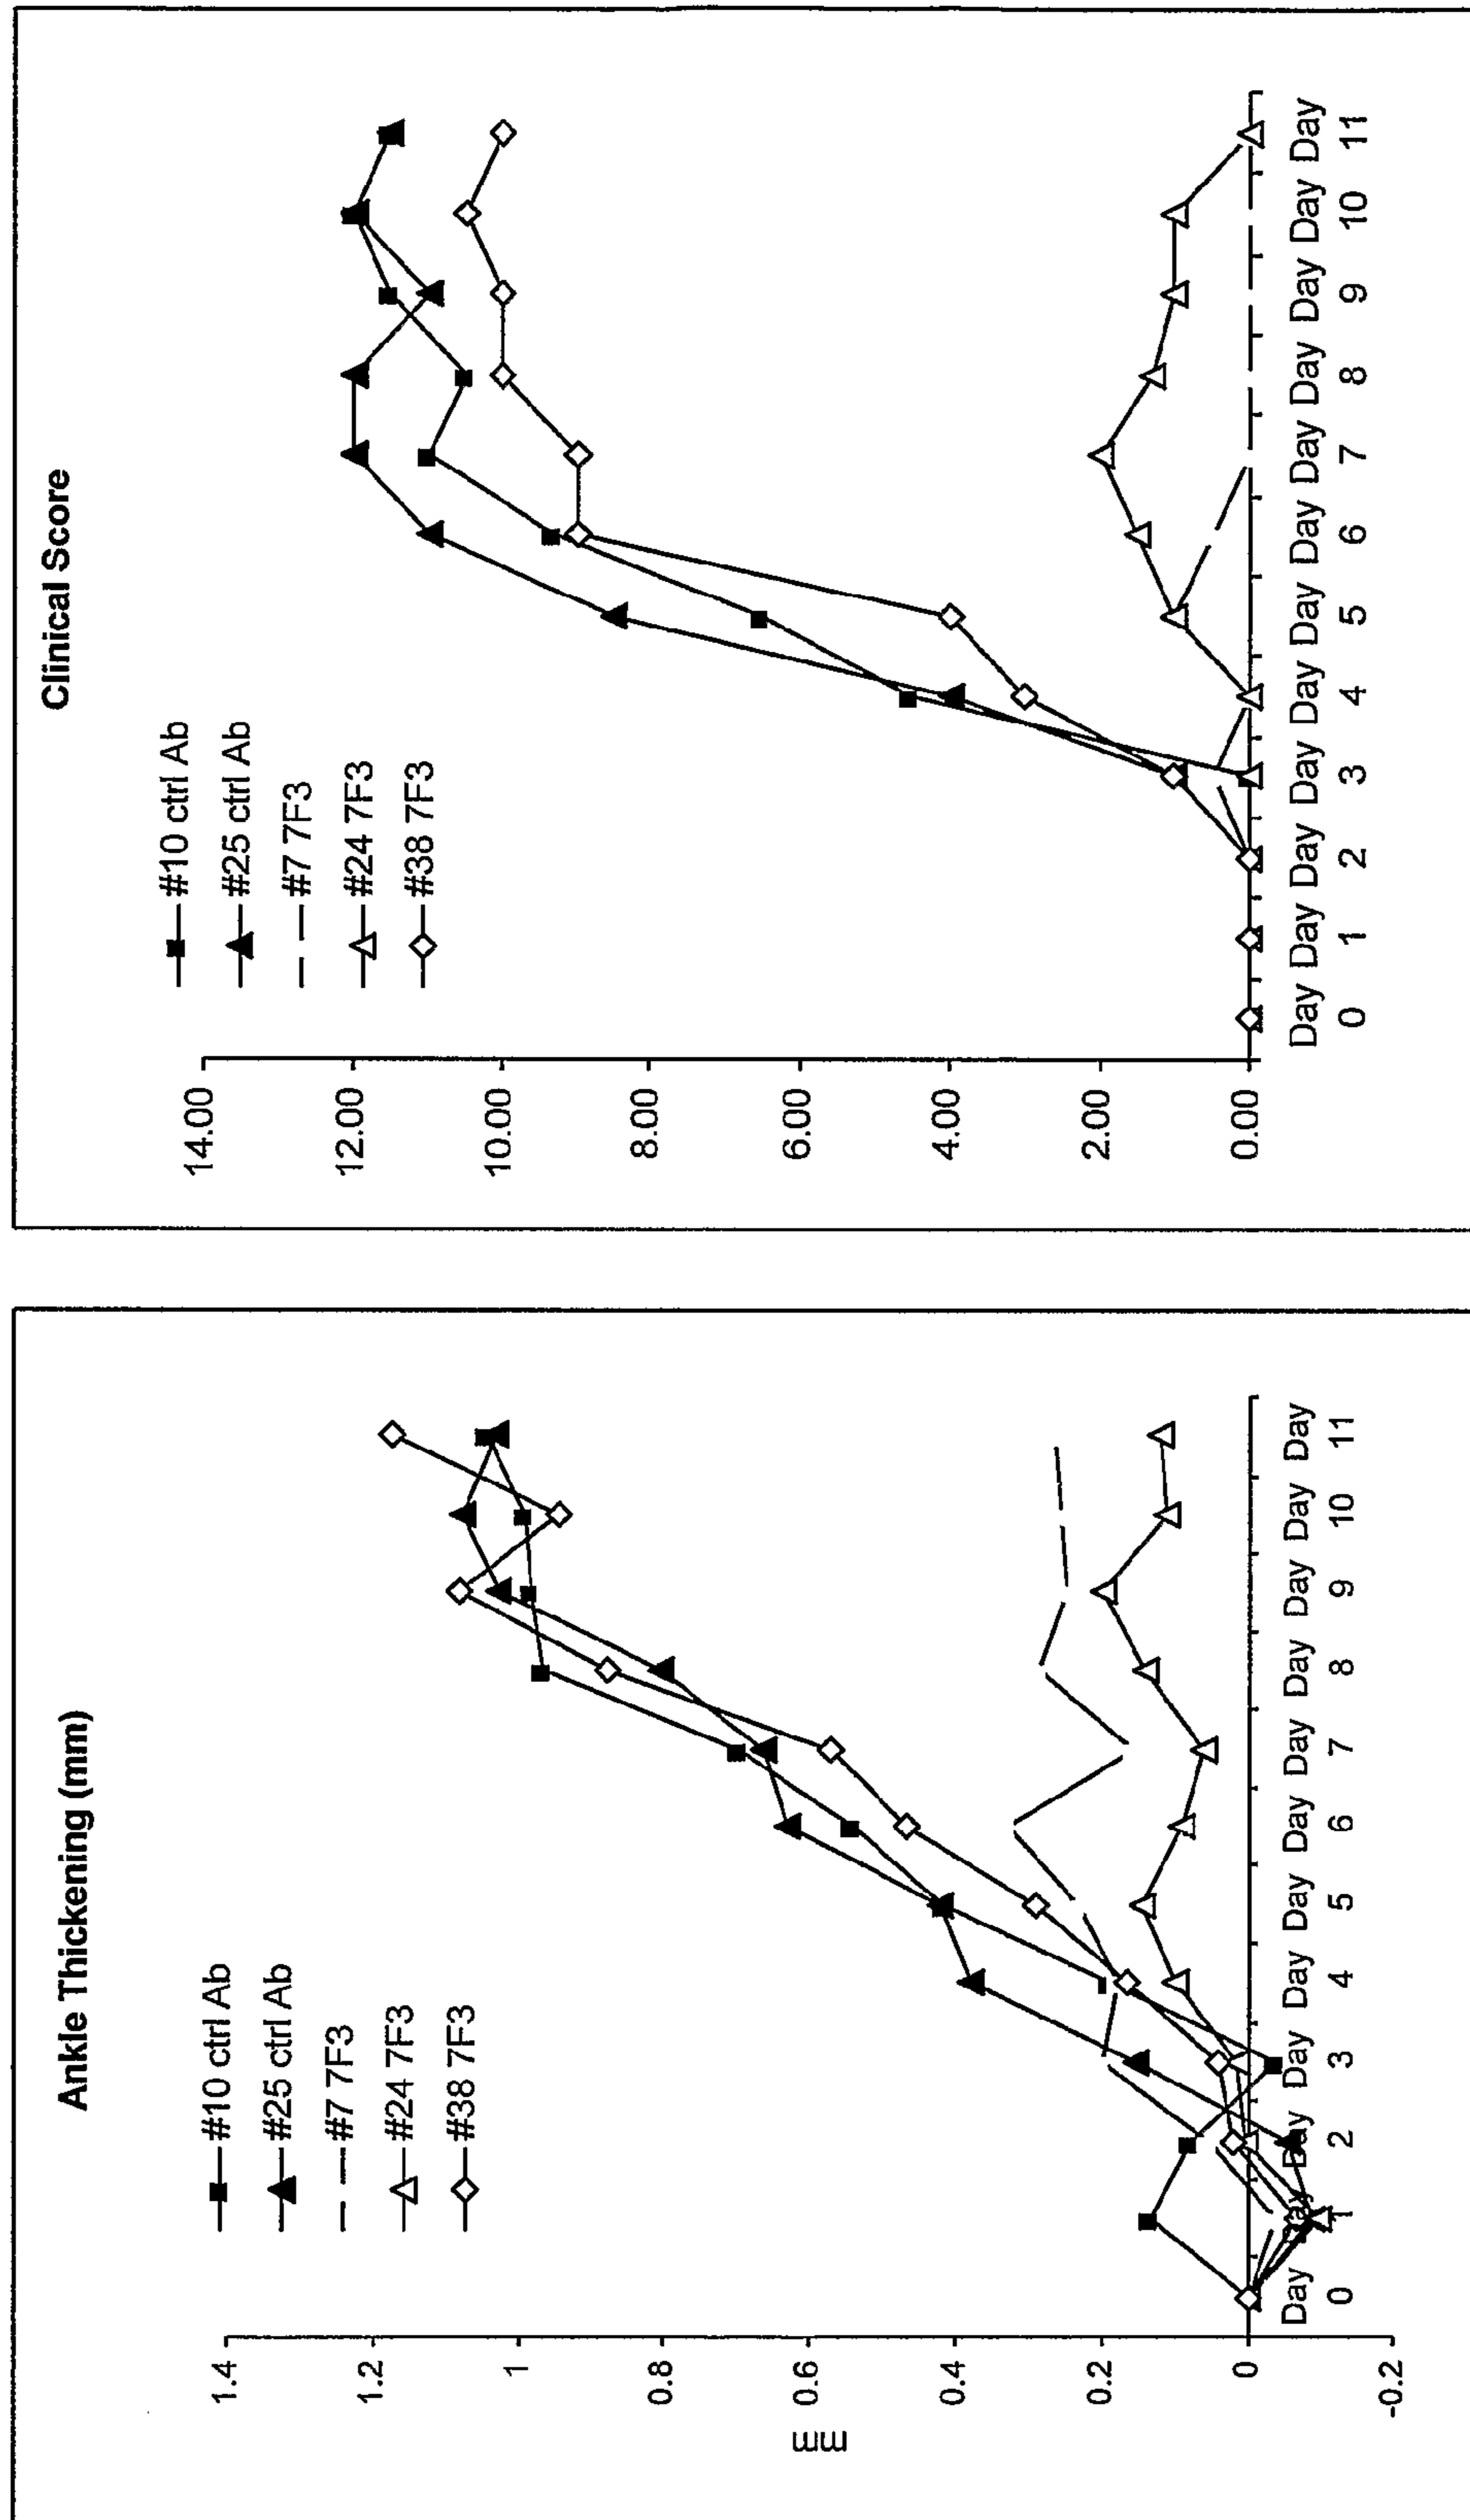 Ankle Thickening (mm)
#10 ctrl Ab
#25 ctrl Ab
#7 7F3
#24 7F3
#38 7F3
mm
1.4
1.2
1
0.8
0.6
0.4
0.2
0
-0.2
Day Day Day Day Day Day Day Day Day Day Day Day
0 1 2 3 4 5 6 7 8 9 10 11
Clinical Score
#10 ctrl Ab
#25 ctrl Ab
#7 7F3
#24 7F3
#38 7F3
14.00
12.00
10.00
8.00
6.00
4.00
2.00
0.00
Day Day Day Day Day Day Day Day Day Day Day Day
0 1 2 3 4 5 6 7 8 9 10 11